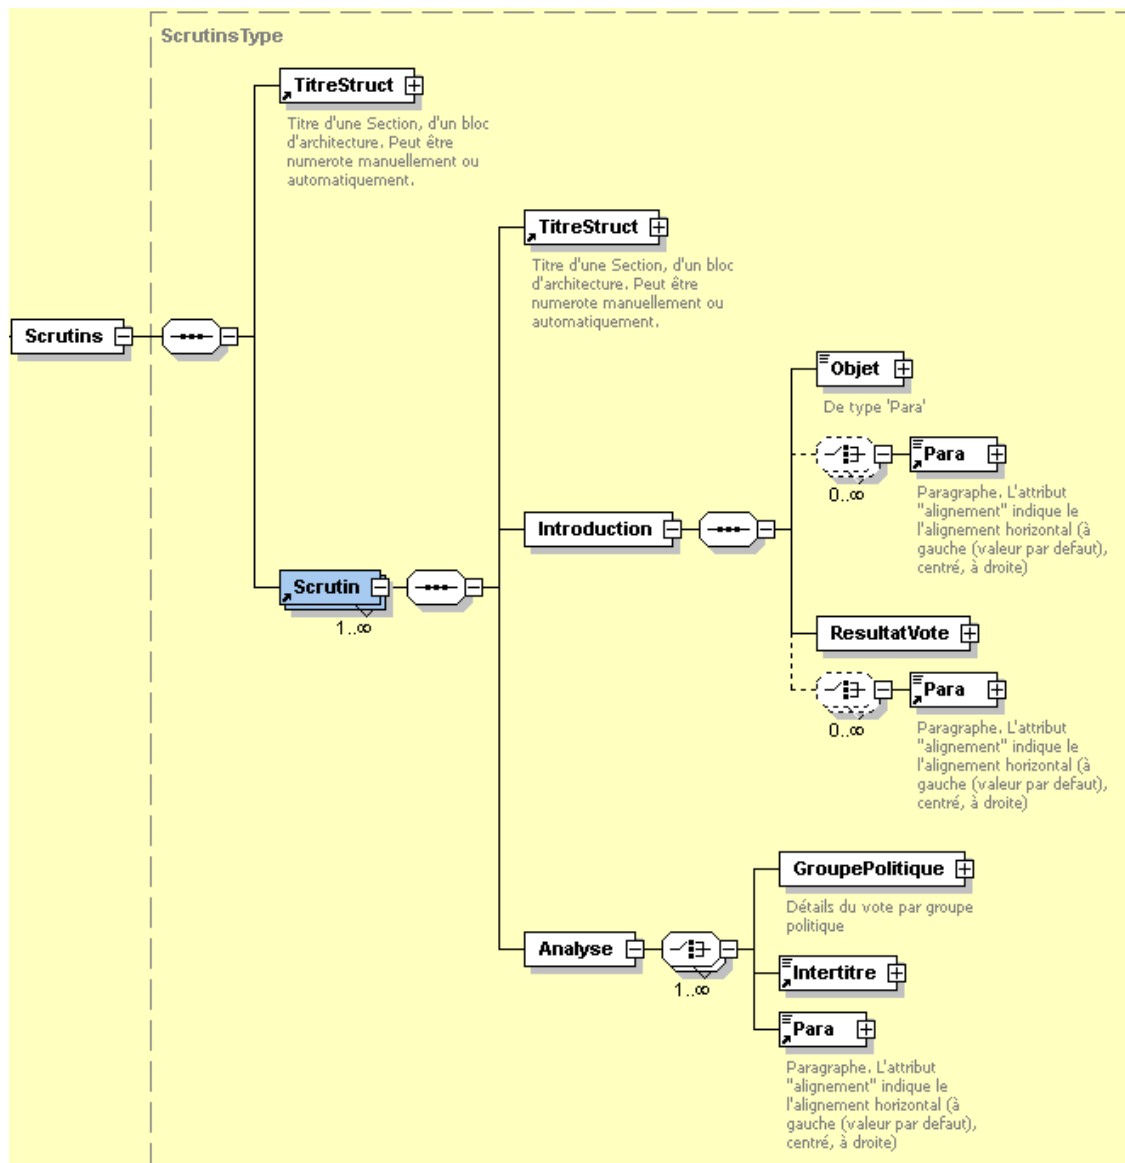 ScrutinsType
TitreStruct
Titre d'une Section, d'un bloc
d'architecture. Peut être
numerote manuellement ou
automatiquement.
TitreStruct
Titre d'une Section, d'un bloc
d'architecture. Peut être
numerote manuellement ou
automatiquement.
Scrutins
Objet
De type 'Para'
Para
0..∞
Paragraphe. L'attribut
"alignement" indique le
l'alignement horizontal (à
gauche (valeur par defaut),
centré, à droite)
Introduction
Scrutin
1..∞
ResultatVote
Para
0..∞
Paragraphe. L'attribut
"alignement" indique le
l'alignement horizontal (à
gauche (valeur par defaut),
centré, à droite)
GroupePolitique
Détails du vote par groupe
politique
Analyse
1..∞
Intertitre
Para
Paragraphe. L'attribut
"alignement" indique le
l'alignement horizontal (à
gauche (valeur par defaut),
centré, à droite)